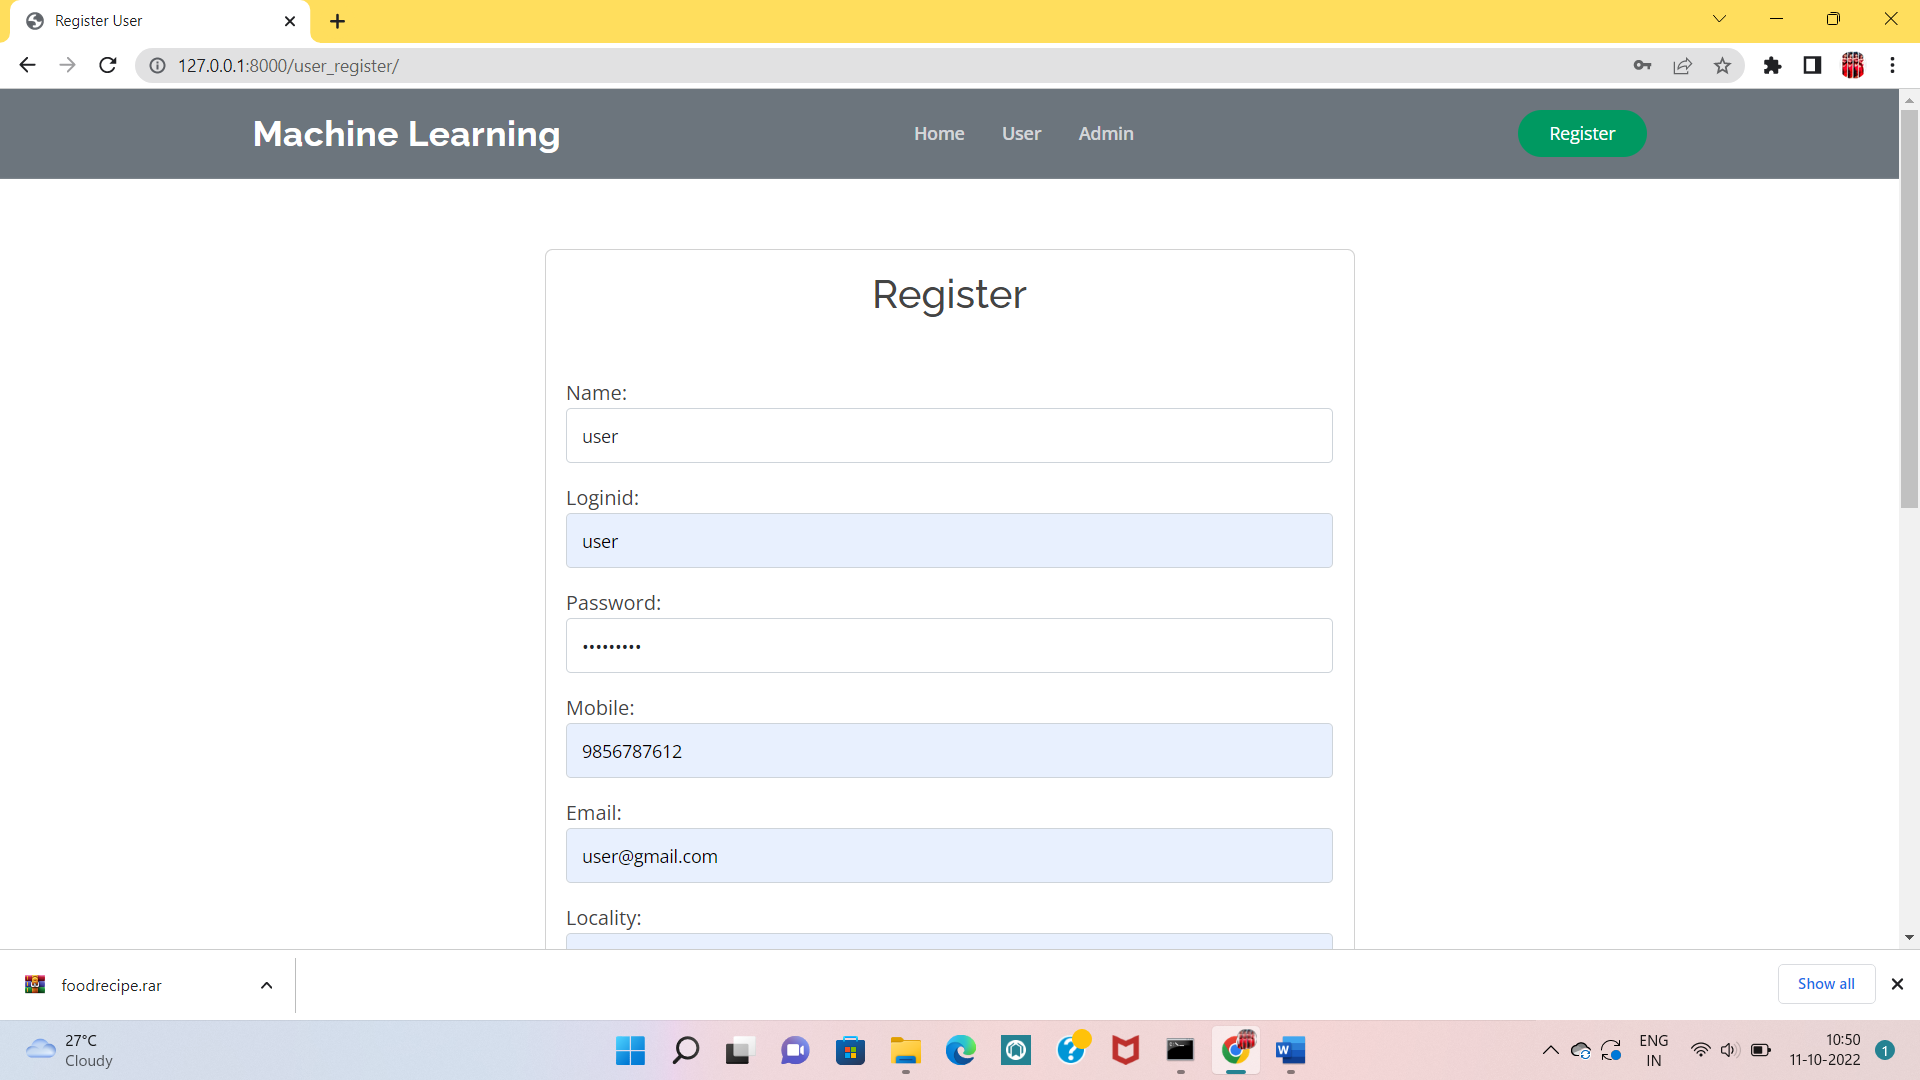 Register User
127.0.0.1:8000/user_register/
Machine Learning
Home User Admin
Register
Register
Name:
user
Loginid:
user
Password:
•••••••••
Mobile:
9856787612
Email:
user@gmail.com
Locality:
foodrecipe.rar
Show all
27°C
Cloudy
ENG
IN
10:50
11-10-2022
1